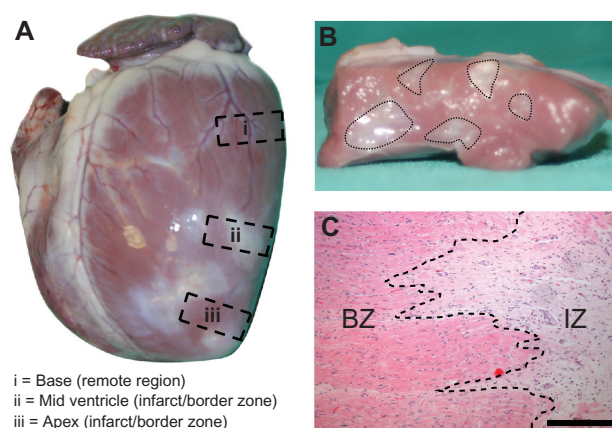 A
B
i
ii
iii
C
BZ
IZ
i = Base (remote region)
ii = Mid ventricle (infarct/border zone)
iii = Apex (infarct/border zone)